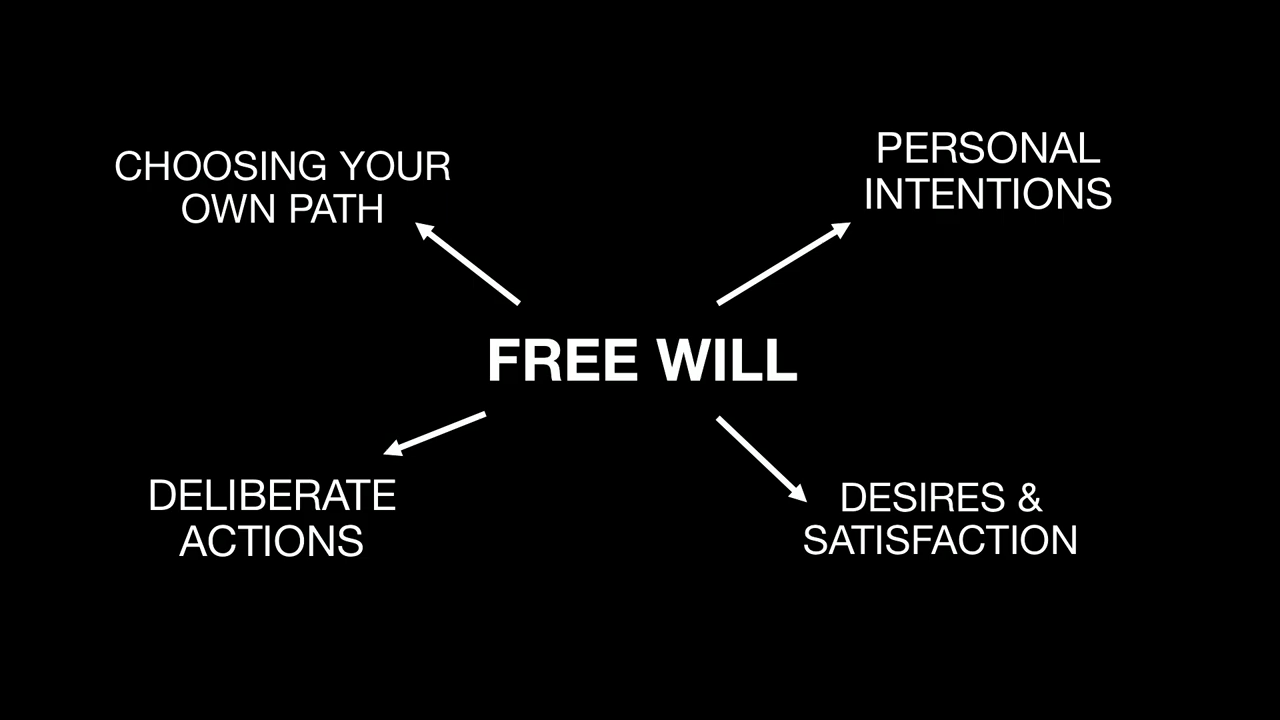 CHOOSING YOUR
OWN PATH
PERSONAL
INTENTIONS
FREE WILL
DELIBERATE
ACTIONS
DESIRES &
SATISFACTION